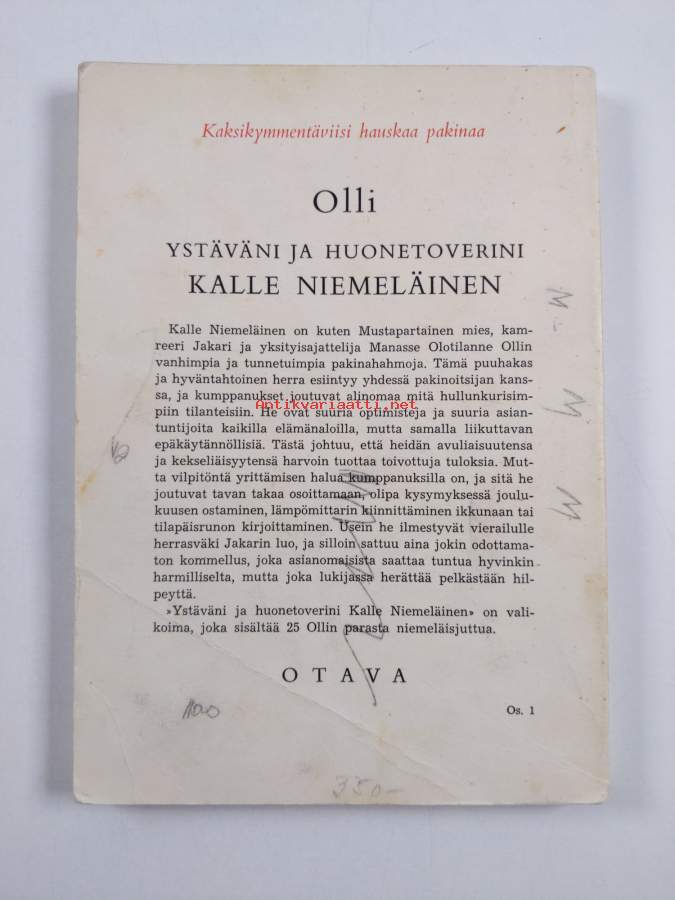 Kaksikymmentäviisi hauskaa pakinaa
Olli
YSTÄVÄNI JA HUONETOVERINI
KALLE NIEMELÄINEN
Kalle Niemeläinen on kuten Mustapartainen mies, kam-
reeri Jakari ja yksityisajattelija Manasse Olotilanne Ollin
vanhimpia ja tunnetuimpia pakinahahmoja. Tämä puuhakas
ja hyväntahtoinen herra esiintyy yhdessä pakinoitsijan kans-
sa, ja kumppanukset joutuvat alinomaa mitä hullunkurisim-
Antikvariaatti.net
piin tilanteisiin. He ovat suuria optimisteja ja suuria asian-
tuntijoita kaikilla elämänaloilla, mutta samalla liikuttavan
epäkäytännöllisiä. Tästä johtuu, että heidän avuliaisuutensa
ja kekseliäisyytensä harvoin tuottaa toivottuja tuloksia. Mut-
ta vilpitöntä yrittämisen halua kumppanuksilla on, ja sitä he
joutuvat tavan takaa osoittamaan, olipa kysymyksessä joulu-
kuusen ostaminen, lämpömittarin kiinnittäminen ikkunaan tai
tilapäisrunon kirjoittaminen. Usein he ilmestyvät vierailulle
herrasväki Jakarin luo, ja silloin sattuu aina jokin odottama-
ton kommellus, joka asianomaisista saattaa tuntua hyvinkin
harmilliselta, mutta joka lukijassa herättää pelkästään hil-
peyttä.
»Ystäväni ja huonetoverini Kalle Niemeläinen» on vali-
koima, joka sisältää 25 Ollin parasta niemeläisjuttua.
OTAVA
Os. 1
350-